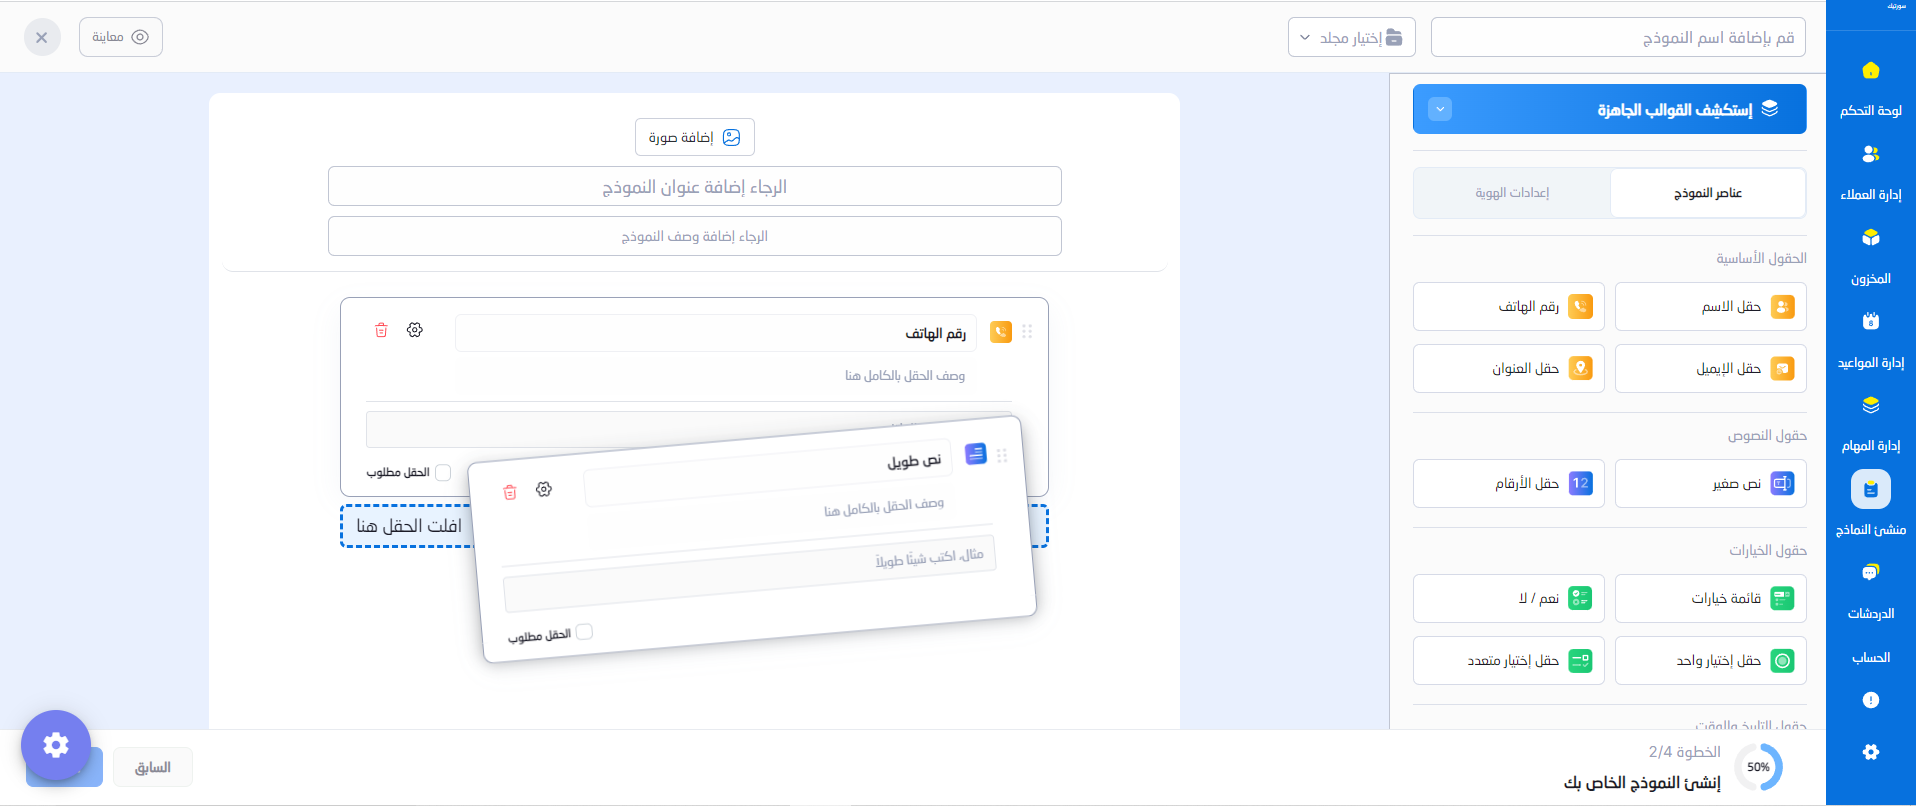 سورتيك
لوحة التحكم
إدارة العملاء
المخزون
إدارة المواعيد
إدارة المهام
منشئ النماذج
الدردشات
الحساب
قم بإضافة اسم النموذج
إختيار مجلد
معاينة
إستكشِف القوالب الجاهزة
عناصر النموذج
إعدادات الهوية
الحقول الأساسية
حقل الاسم
رقم الهاتف
حقل الإيميل
حقل العنوان
حقول النصوص
نص صغير
حقل الأرقام
12
حقول الخيارات
قائمة خيارات
نعم / لا
حقل إختيار واحد
حقل إختيار متعدد
حقول التاريخ والوقت
إضافة صورة
الرجاء إضافة عنوان النموذج
الرجاء إضافة وصف النموذج
رقم الهاتف
وصف الحقل بالكامل هنا
الحقل مطلوب
افلت الحقل هنا
نص طويل
وصف الحقل بالكامل هنا
مثال، اكتب شيئًا طويلاً
الحقل مطلوب
50%
الخطوة 2/4
إنشئ النموذج الخاص بك
السابق